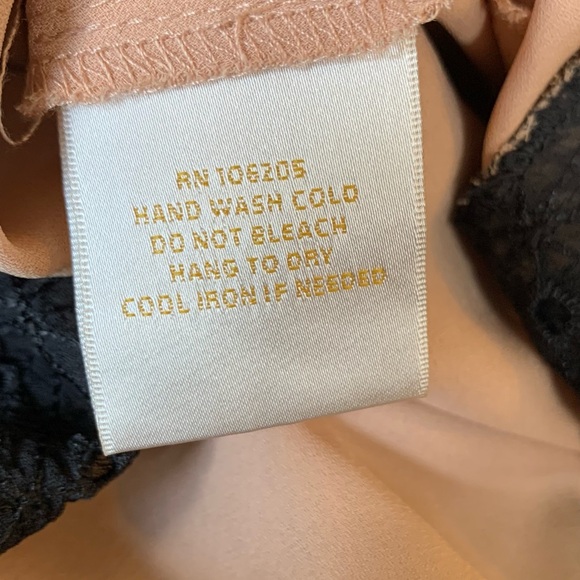 RN 106205
HAND WASH COLD
DO NOT BLEACH
HANG TO DRY
COOL IRON IF NEEDED